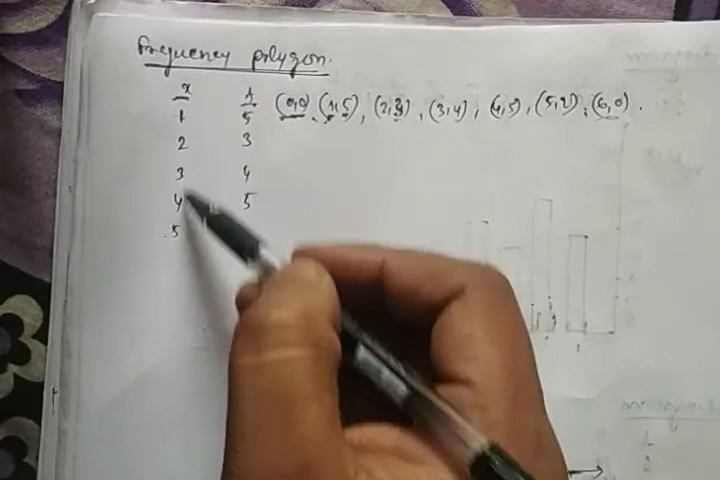 Frequency polygon.
x f (0,0) (1,5), (2,3), (3,4), (4,5), (5,2), (6,0).
1 5
2 3
3 4
4 5
5